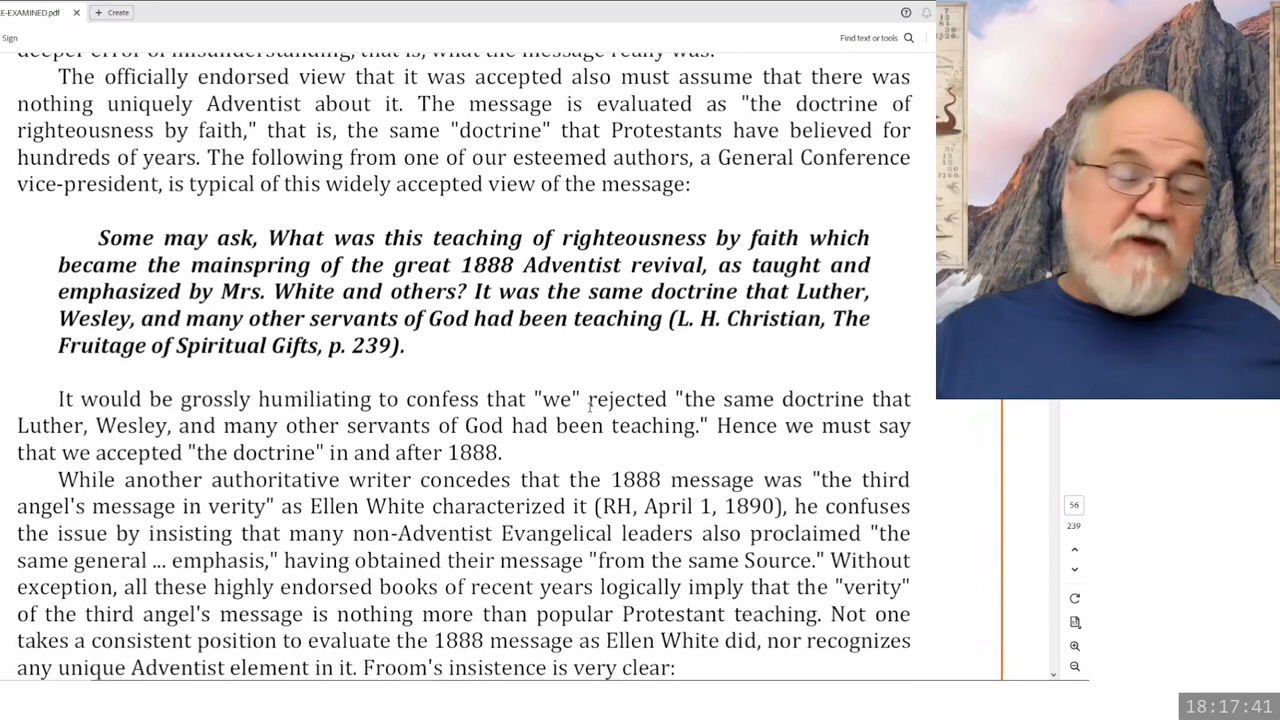 E-EXAMINED.pdf
Create
Sign
Find text or tools
The officially endorsed view that it was accepted also must assume that there was
nothing uniquely Adventist about it. The message is evaluated as "the doctrine of
righteousness by faith," that is, the same "doctrine" that Protestants have believed for
hundreds of years. The following from one of our esteemed authors, a General Conference
vice-president, is typical of this widely accepted view of the message:
Some may ask, What was this teaching of righteousness by faith which
became the mainspring of the great 1888 Adventist revival, as taught and
emphasized by Mrs. White and others? It was the same doctrine that Luther,
Wesley, and many other servants of God had been teaching (L. H. Christian, The
Fruitage of Spiritual Gifts, p. 239).
It would be grossly humiliating to confess that "we" rejected "the same doctrine that
Luther, Wesley, and many other servants of God had been teaching." Hence we must say
that we accepted "the doctrine" in and after 1888.
While another authoritative writer concedes that the 1888 message was "the third
angel's message in verity" as Ellen White characterized it (RH, April 1, 1890), he confuses
the issue by insisting that many non-Adventist Evangelical leaders also proclaimed "the
same general ... emphasis," having obtained their message "from the same Source." Without
exception, all these highly endorsed books of recent years logically imply that the "verity"
of the third angel's message is nothing more than popular Protestant teaching. Not one
takes a consistent position to evaluate the 1888 message as Ellen White did, nor recognizes
any unique Adventist element in it. Froom's insistence is very clear:
56
239
18:17:41